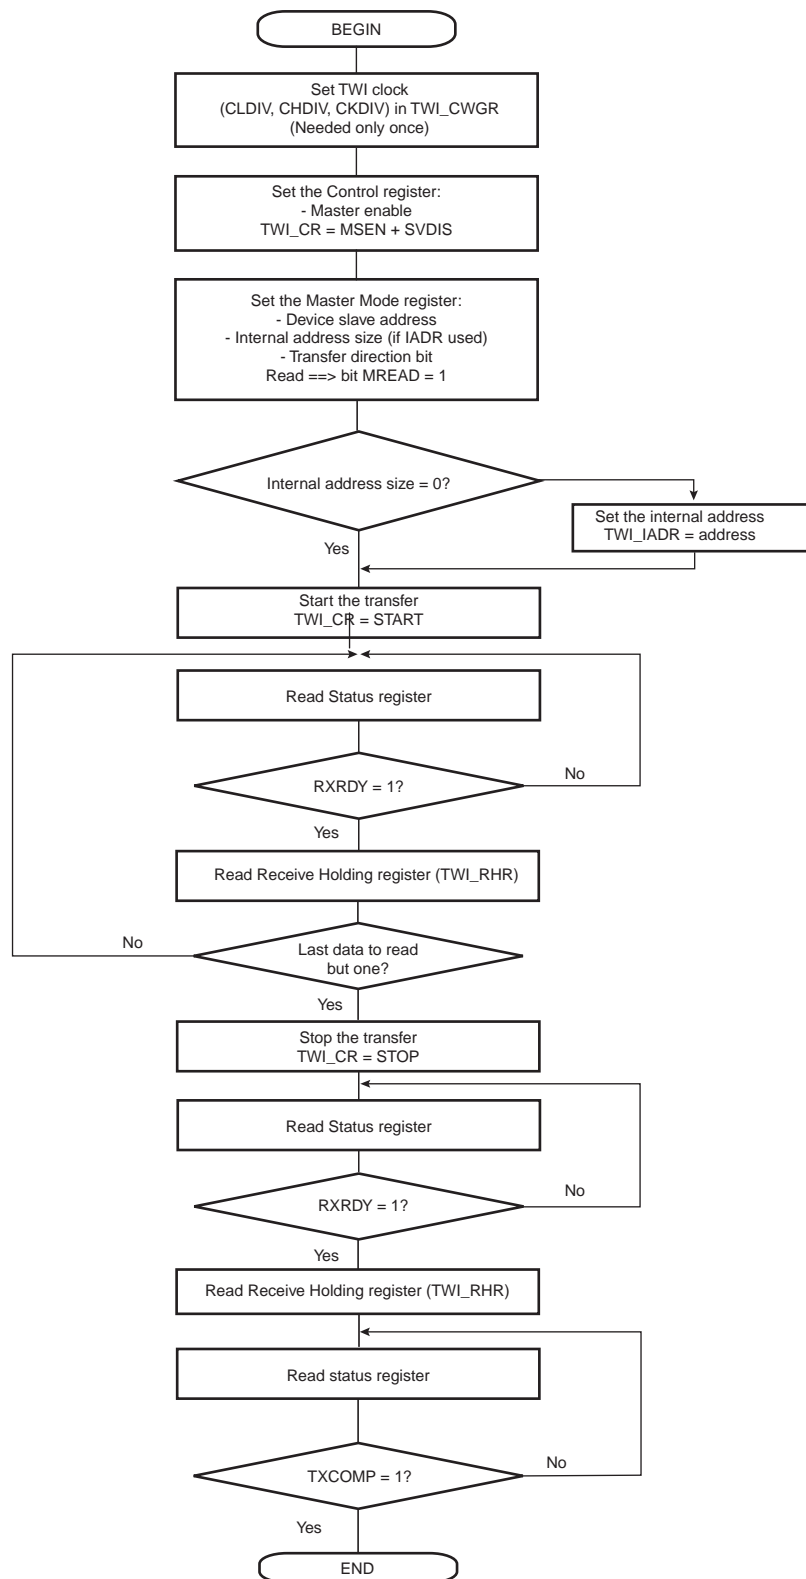 BEGIN
Set TWI clock
(CLDIV, CHDIV, CKDIV) in TWI_CWGR
(Needed only once)
Set the Control register:
- Master enable
TWI_CR = MSEN + SVDIS
Set the Master Mode register:
- Device slave address
- Internal address size (if IADR used)
- Transfer direction bit
Read ==> bit MREAD = 1
Internal address size = 0?
Set the internal address
TWI_IADR = address
Yes
Start the transfer
TWI_CR = START
Read Status register
RXRDY = 1?
No
Yes
Read Receive Holding register (TWI_RHR)
No
Last data to read
but one?
Yes
Stop the transfer
TWI_CR = STOP
Read Status register
RXRDY = 1?
No
Yes
Read Receive Holding register (TWI_RHR)
Read status register
TXCOMP = 1?
No
Yes
END